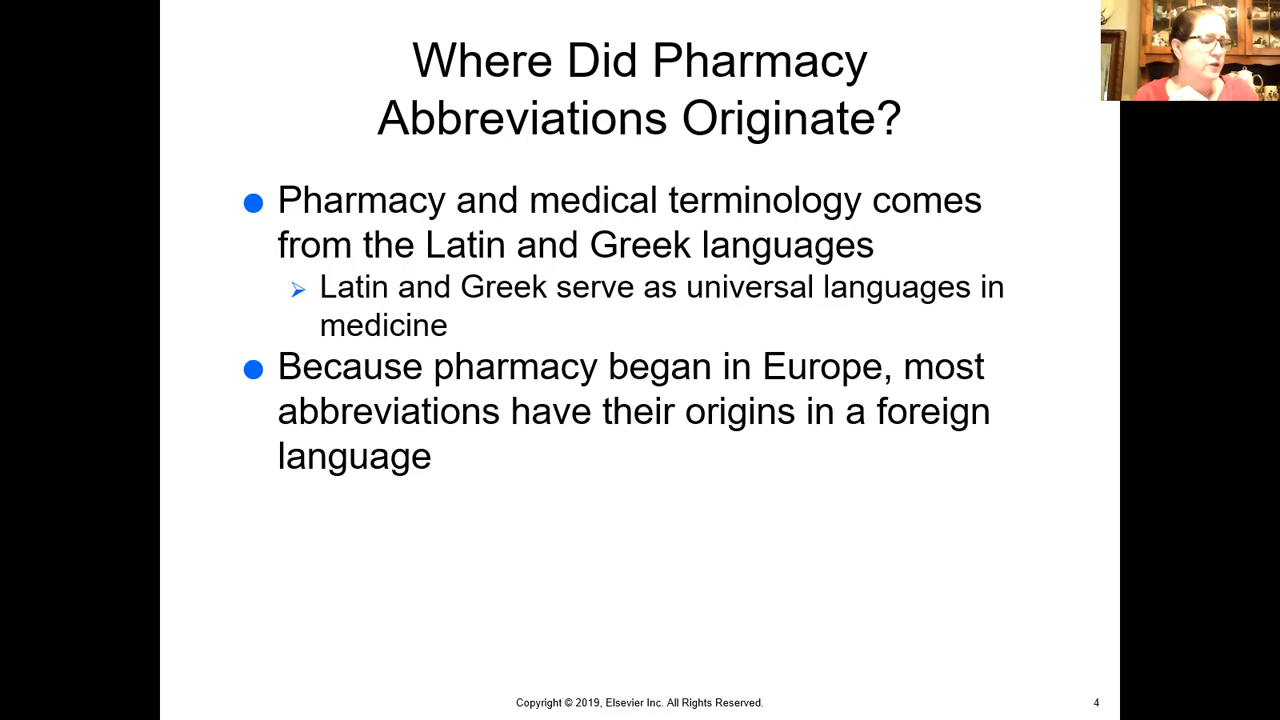 Where Did Pharmacy
Abbreviations Originate?
Pharmacy and medical terminology comes
from the Latin and Greek languages
Latin and Greek serve as universal languages in
medicine
Because pharmacy began in Europe, most
abbreviations have their origins in a foreign
language
Copyright © 2019, Elsevier Inc. All Rights Reserved.
4